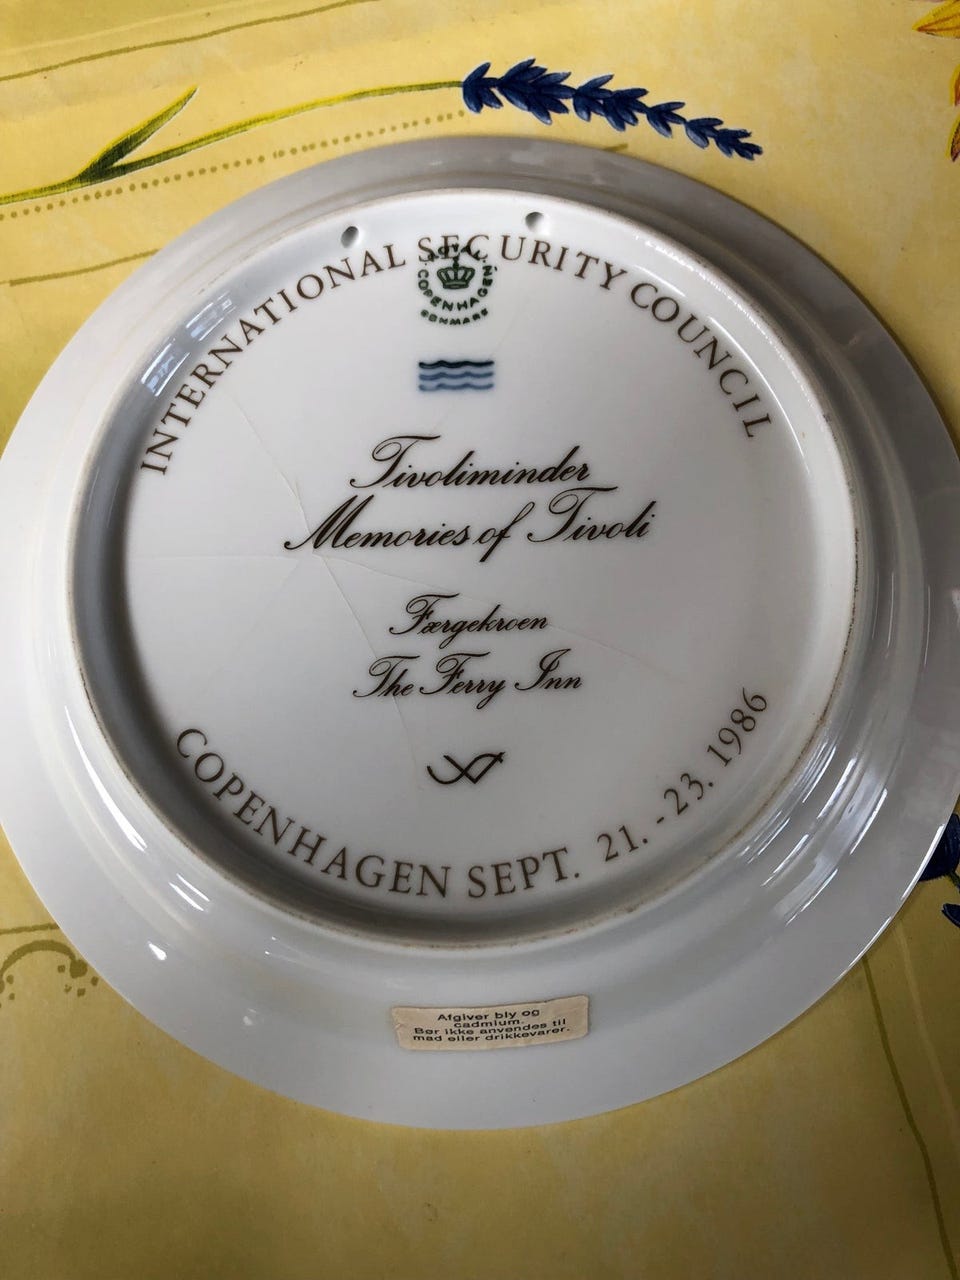 INTERNATIONAL SECURITY COUNCIL
ROYAL
COPENHAGEN
DENMARK
Tivoliminder
Memories of Tivoli
Færgekroen
The Ferry Inn
COPENHAGEN SEPT. 21. - 23. 1986
Afgiver bly og
cadmium.
Bør ikke anvendes til
mad eller drikkevarer.